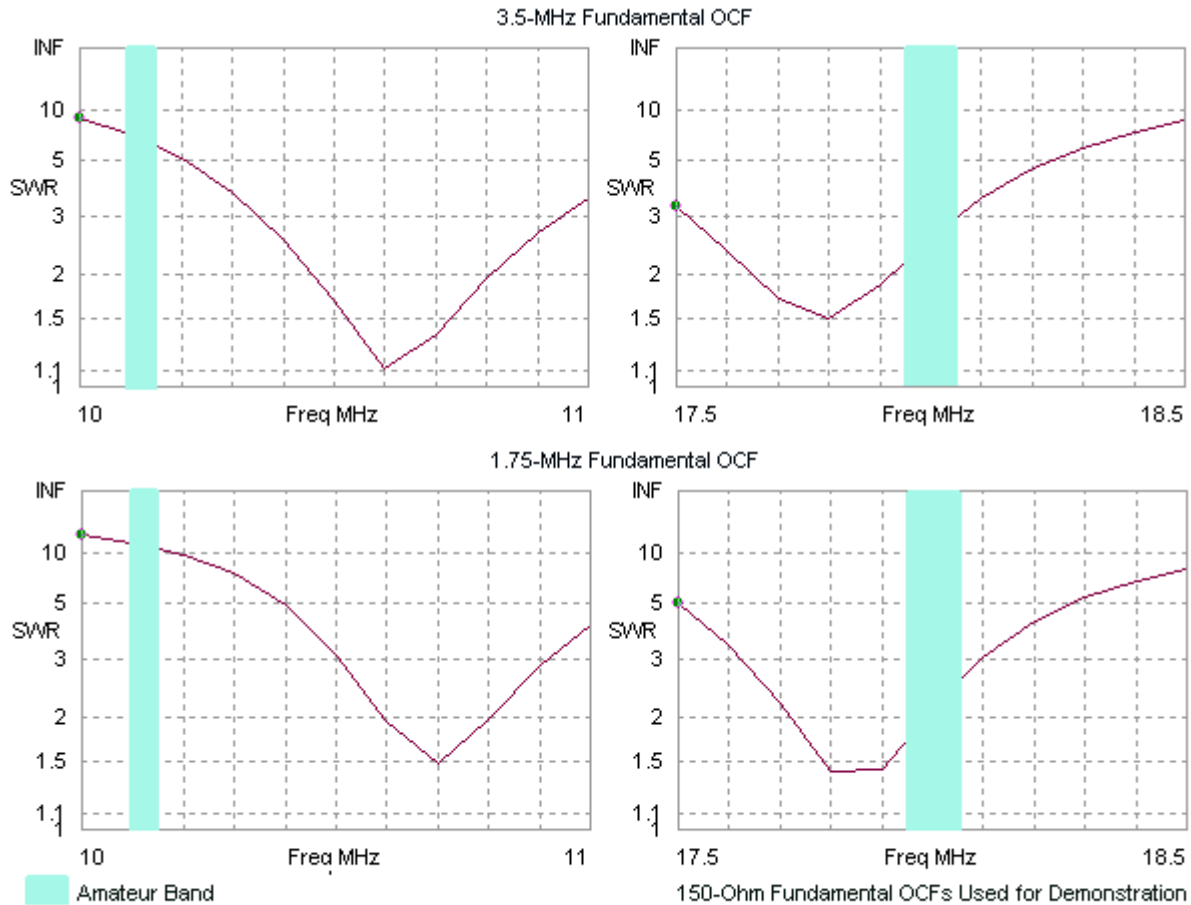 3.5-MHz Fundamental OCF
INF
10
5
SWR
3
2
1.5
1.1
1
10 Freq MHz 11
INF
10
5
SWR
3
2
1.5
1.1
1
17.5 Freq MHz 18.5
1.75-MHz Fundamental OCF
INF
10
5
SWR
3
2
1.5
1.1
1
10 Freq MHz 11
INF
10
5
SWR
3
2
1.5
1.1
1
17.5 Freq MHz 18.5
Amateur Band
150-Ohm Fundamental OCFs Used for Demonstration